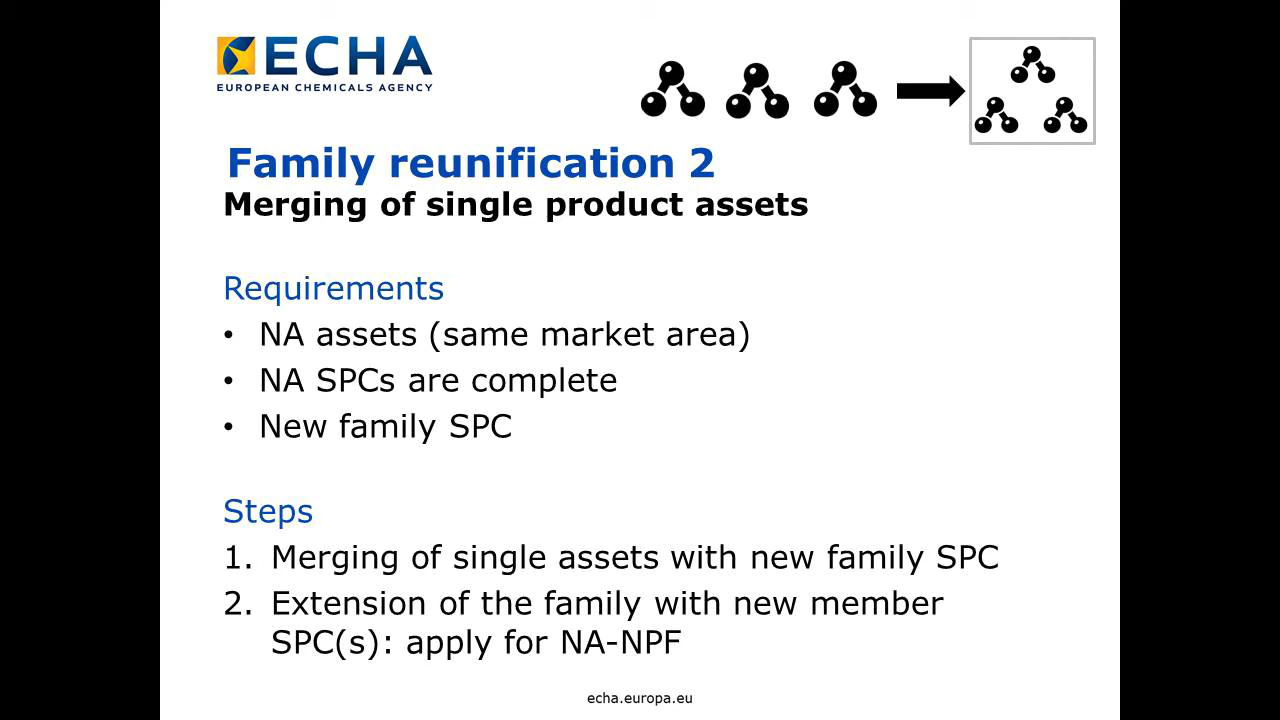 ECHA
EUROPEAN CHEMICALS AGENCY
Family reunification 2
Merging of single product assets
Requirements
• NA assets (same market area)
• NA SPCs are complete
• New family SPC
Steps
1. Merging of single assets with new family SPC
2. Extension of the family with new member
SPC(s): apply for NA-NPF
echa.europa.eu